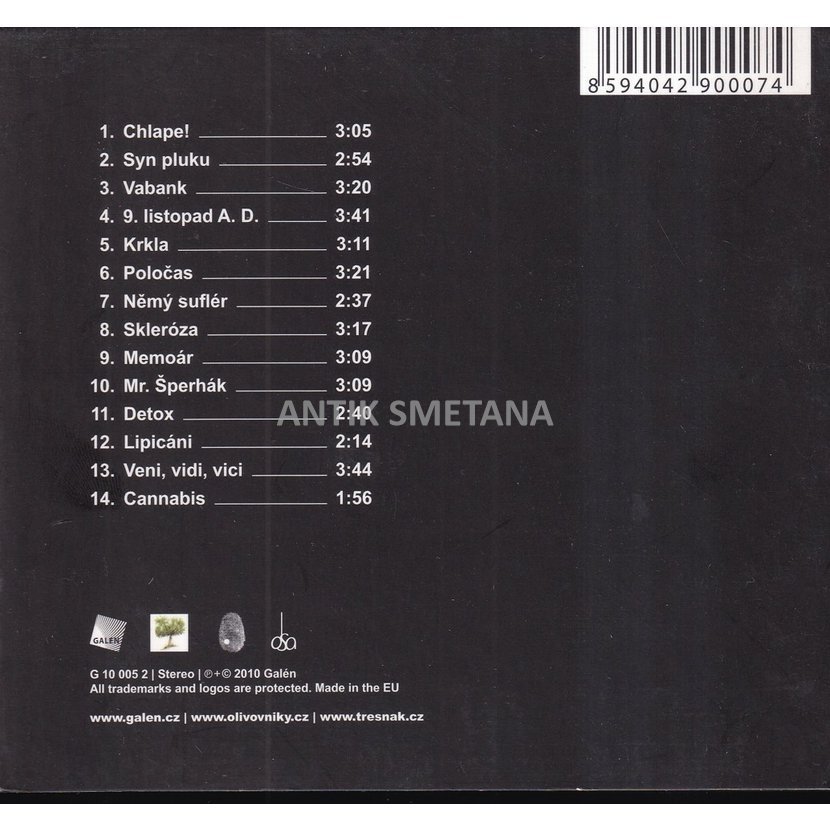 8 594042 900074
1. Chlape! 3:05
2. Syn pluku 2:54
3. Vabank 3:20
4. 9. listopad A. D. 3:41
5. Krkla 3:11
6. Poločas 3:21
7. Němý suflér 2:37
8. Skleróza 3:17
9. Memoár 3:09
10. Mr. Šperhák 3:09
11. Detox 2:40
12. Lipicáni 2:14
13. Veni, vidi, vici 3:44
14. Cannabis 1:56
ANTIK SMETANA
GALÉN
osa
G 10 005 2 | Stereo | ℗+© 2010 Galén
All trademarks and logos are protected. Made in the EU
www.galen.cz | www.olivovniky.cz | www.tresnak.cz